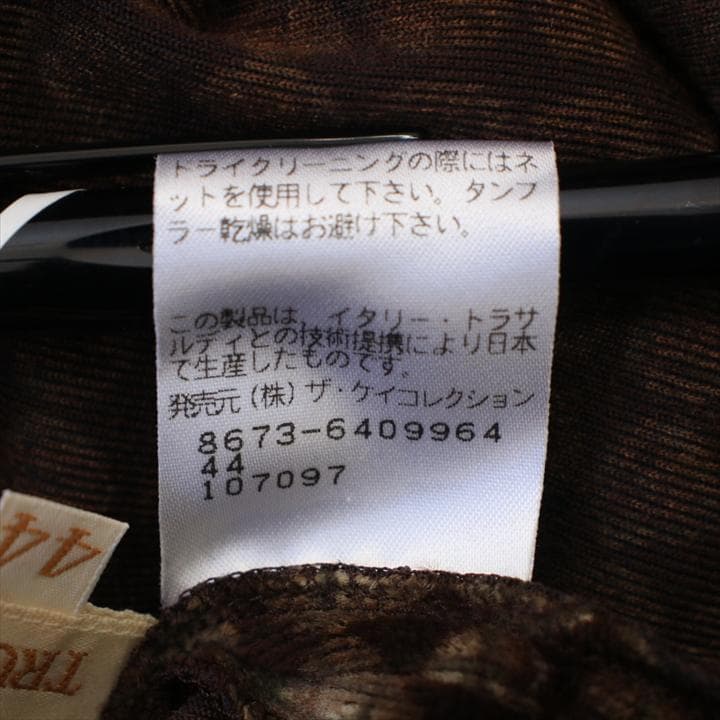 ドライクリーニングの際にはネ
ットを使用して下さい。タンブ
ラー乾燥はお避け下さい。
この製品は、イタリー・トラサ
ルディとの技術提携により日本
で生産したものです。
発売元(株)ザ・ケイコレクション
8673-6409964
44
107097
44
TRU